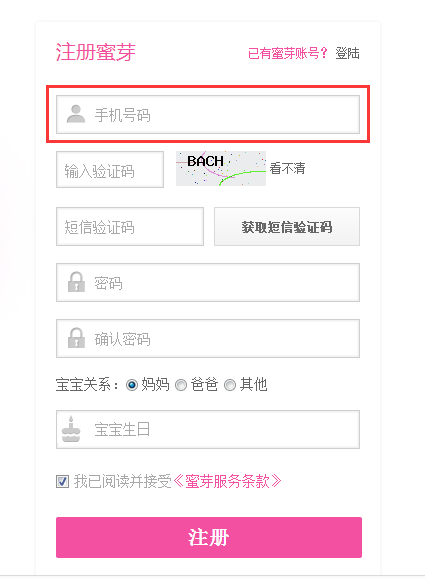 注册蜜芽 已有蜜芽账号？ 登陆
手机号码
输入验证码 BACH 看不清
短信验证码 获取短信验证码
密码
确认密码
宝宝关系： 妈妈 爸爸 其他
宝宝生日
我已阅读并接受《蜜芽服务条款》
注册